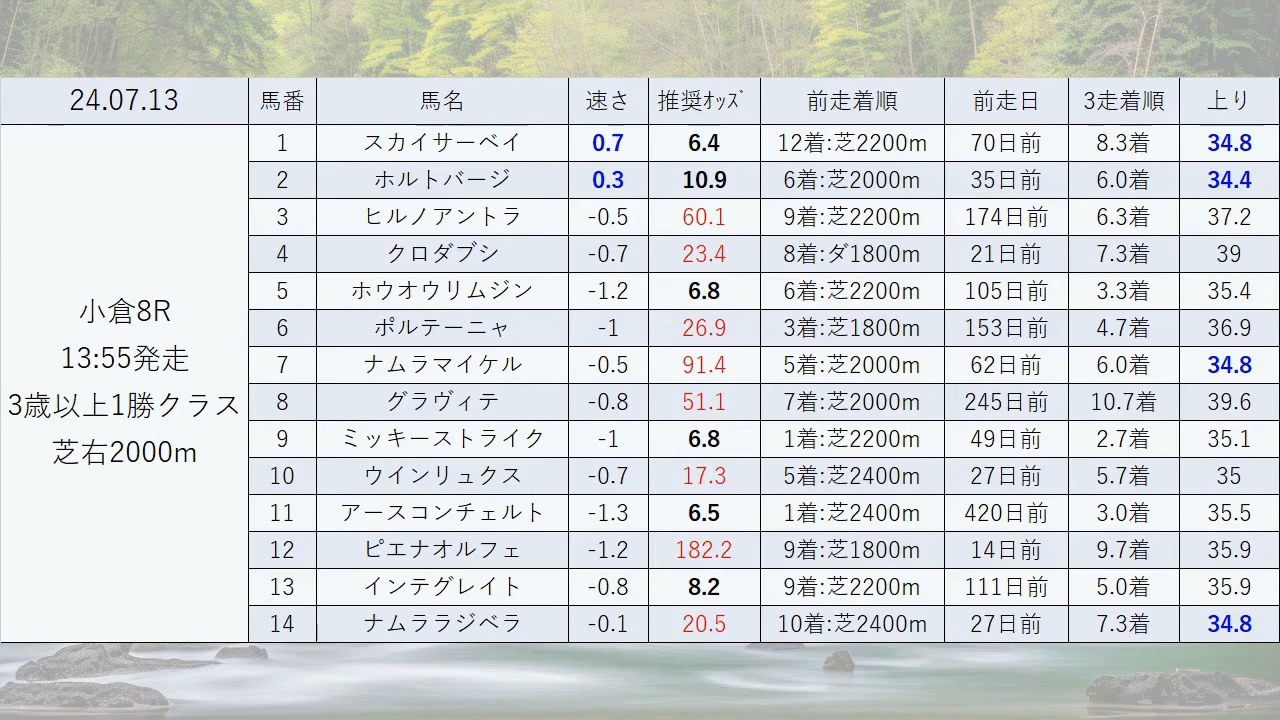 24.07.13 馬番 馬名 速さ 推奨ｵｯｽﾞ 前走着順 前走日 3走着順 上り
小倉8R
13:55発走
3歳以上1勝クラス
芝右2000m
1 スカイサーベイ 0.7 6.4 12着:芝2200m 70日前 8.3着 34.8
2 ホルトバージ 0.3 10.9 6着:芝2000m 35日前 6.0着 34.4
3 ヒルノアントラ -0.5 60.1 9着:芝2200m 174日前 6.3着 37.2
4 クロダブシ -0.7 23.4 8着:ダ1800m 21日前 7.3着 39
5 ホウオウリムジン -1.2 6.8 6着:芝2200m 105日前 3.3着 35.4
6 ポルテーニャ -1 26.9 3着:芝1800m 153日前 4.7着 36.9
7 ナムラマイケル -0.5 91.4 5着:芝2000m 62日前 6.0着 34.8
8 グラヴィテ -0.8 51.1 7着:芝2000m 245日前 10.7着 39.6
9 ミッキーストライク -1 6.8 1着:芝2200m 49日前 2.7着 35.1
10 ウインリュクス -0.7 17.3 5着:芝2400m 27日前 5.7着 35
11 アースコンチェルト -1.3 6.5 1着:芝2400m 420日前 3.0着 35.5
12 ピエナオルフェ -1.2 182.2 9着:芝1800m 14日前 9.7着 35.9
13 インテグレイト -0.8 8.2 9着:芝2200m 111日前 5.0着 35.9
14 ナムララジベラ -0.1 20.5 10着:芝2400m 27日前 7.3着 34.8